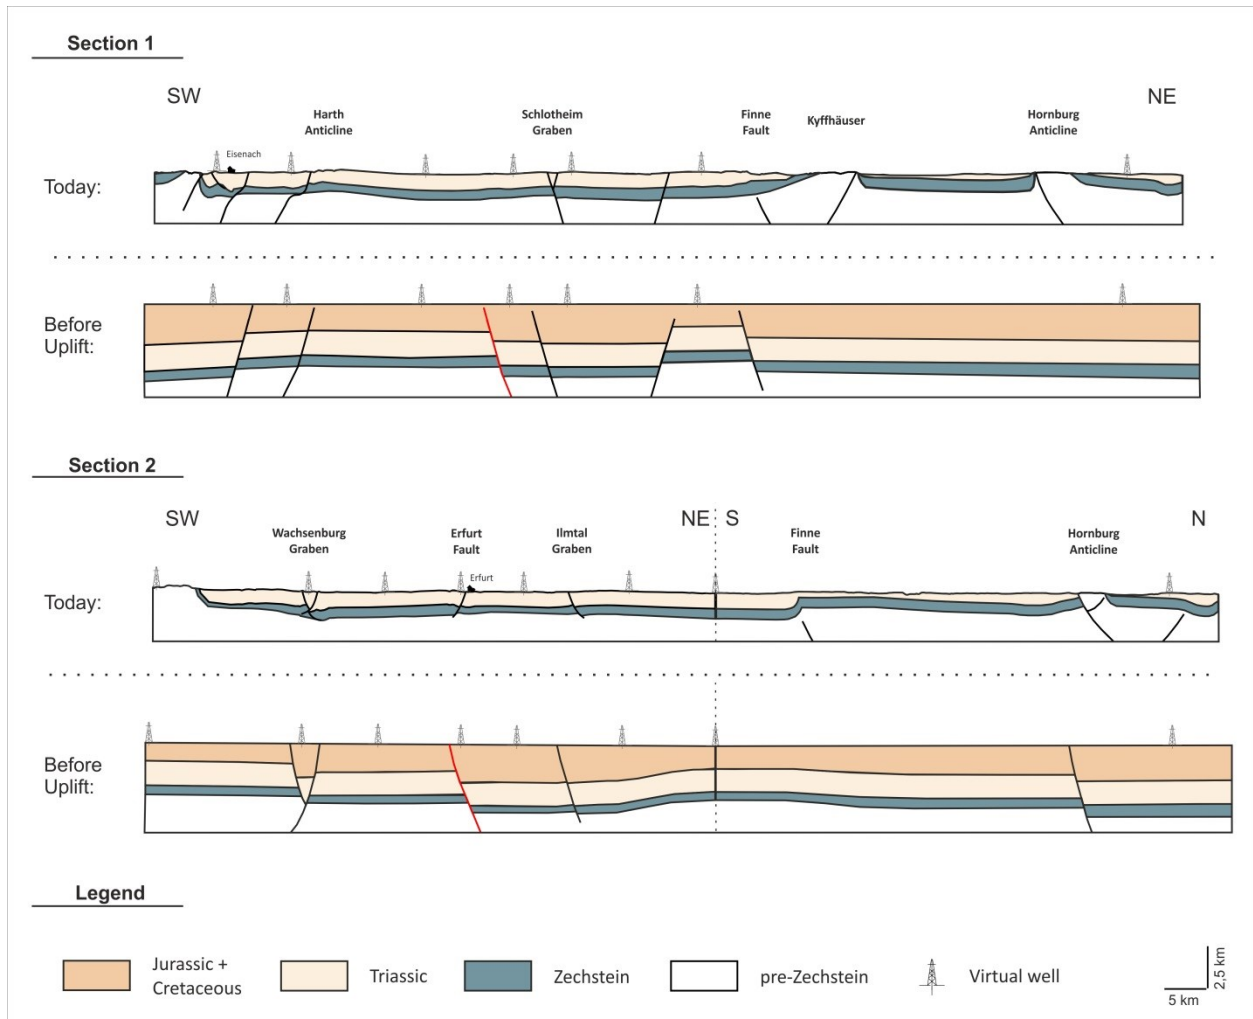 Section 1
SW
NE
Harth
Anticline
Schlotheim
Graben
Finne
Fault
Kyffhäuser
Hornburg
Anticline
Eisenach
Today:
Before
Uplift:
Section 2
SW
NE
S
N
Wachsenburg
Graben
Erfurt
Fault
Ilmtal
Graben
Finne
Fault
Hornburg
Anticline
Erfurt
Today:
Before
Uplift:
Legend
Jurassic +
Cretaceous
Triassic
Zechstein
pre-Zechstein
Virtual well
2,5 km
5 km